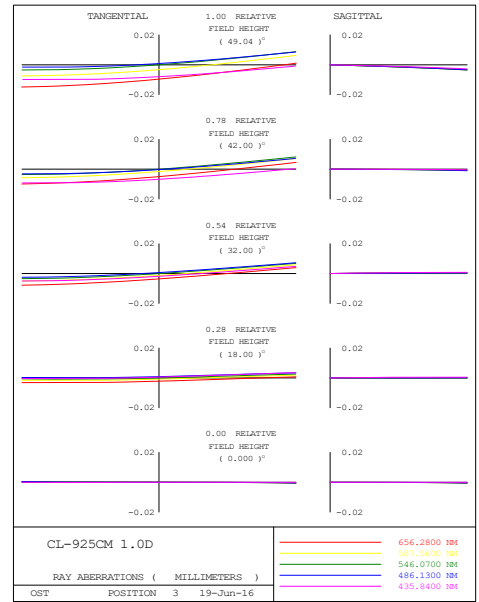 TANGENTIAL 1.00 RELATIVE SAGITTAL
FIELD HEIGHT
( 49.04 )°
0.02 0.02
-0.02 -0.02
0.78 RELATIVE
FIELD HEIGHT
( 42.00 )°
0.02 0.02
-0.02 -0.02
0.54 RELATIVE
FIELD HEIGHT
( 32.00 )°
0.02 0.02
-0.02 -0.02
0.28 RELATIVE
FIELD HEIGHT
( 18.00 )°
0.02 0.02
-0.02 -0.02
0.00 RELATIVE
FIELD HEIGHT
( 0.000 )°
0.02 0.02
-0.02 -0.02
CL-925CM 1.0D
RAY ABERRATIONS ( MILLIMETERS )
OST POSITION 3 19-Jun-16
656.2800 NM
NM
546.0700 NM
486.1300 NM
435.8400 NM